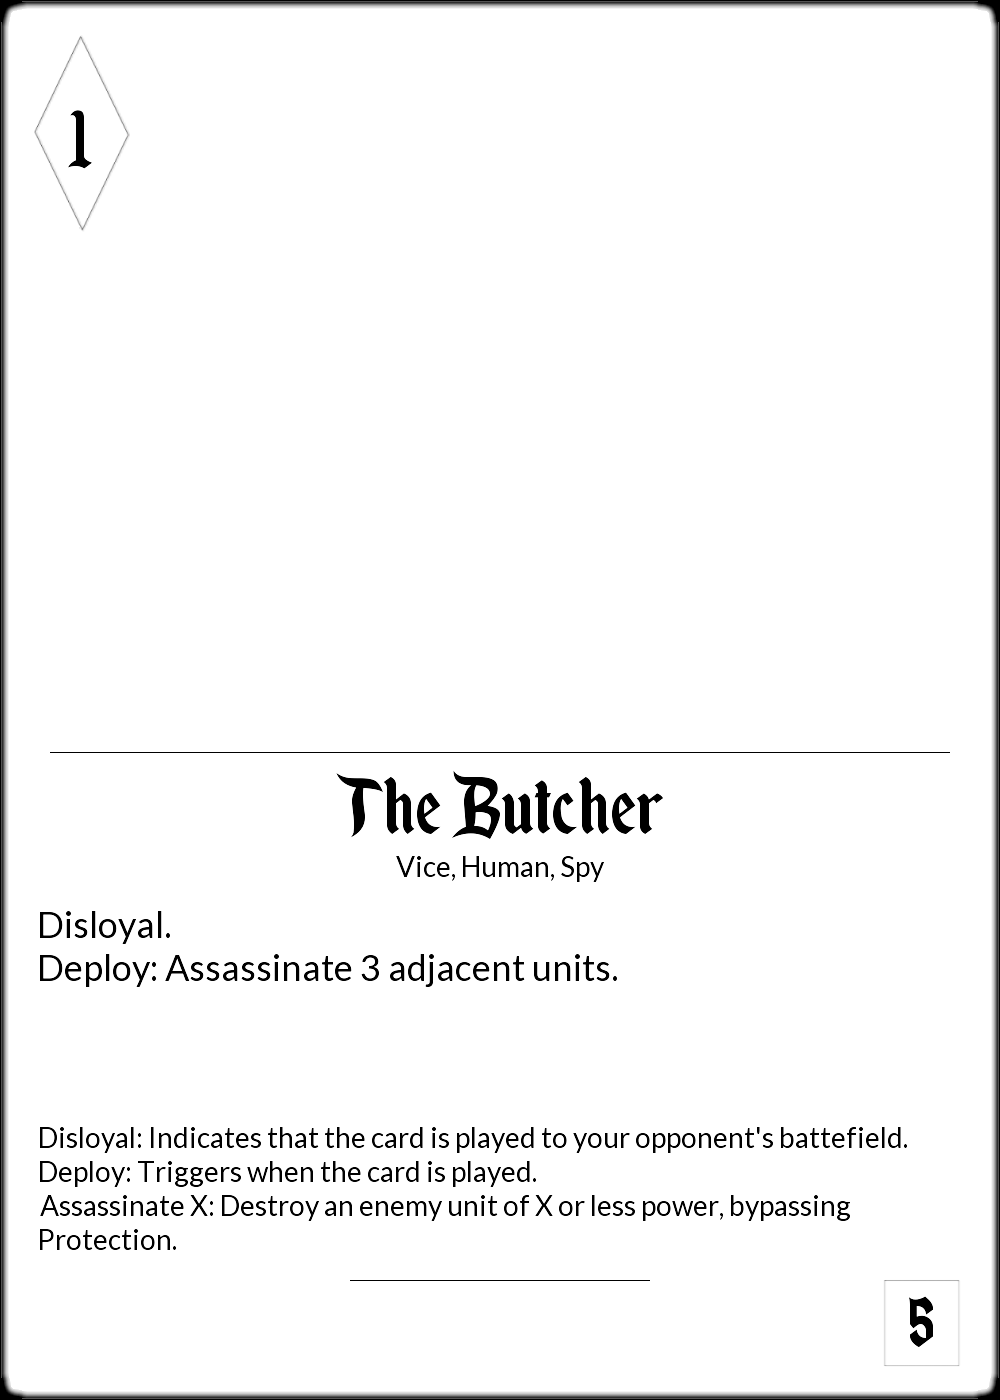 1
The Butcher
Vice, Human, Spy
Disloyal.
Deploy: Assassinate 3 adjacent units.
Disloyal: Indicates that the card is played to your opponent's battefield.
Deploy: Triggers when the card is played.
Assassinate X: Destroy an enemy unit of X or less power, bypassing
Protection.
5